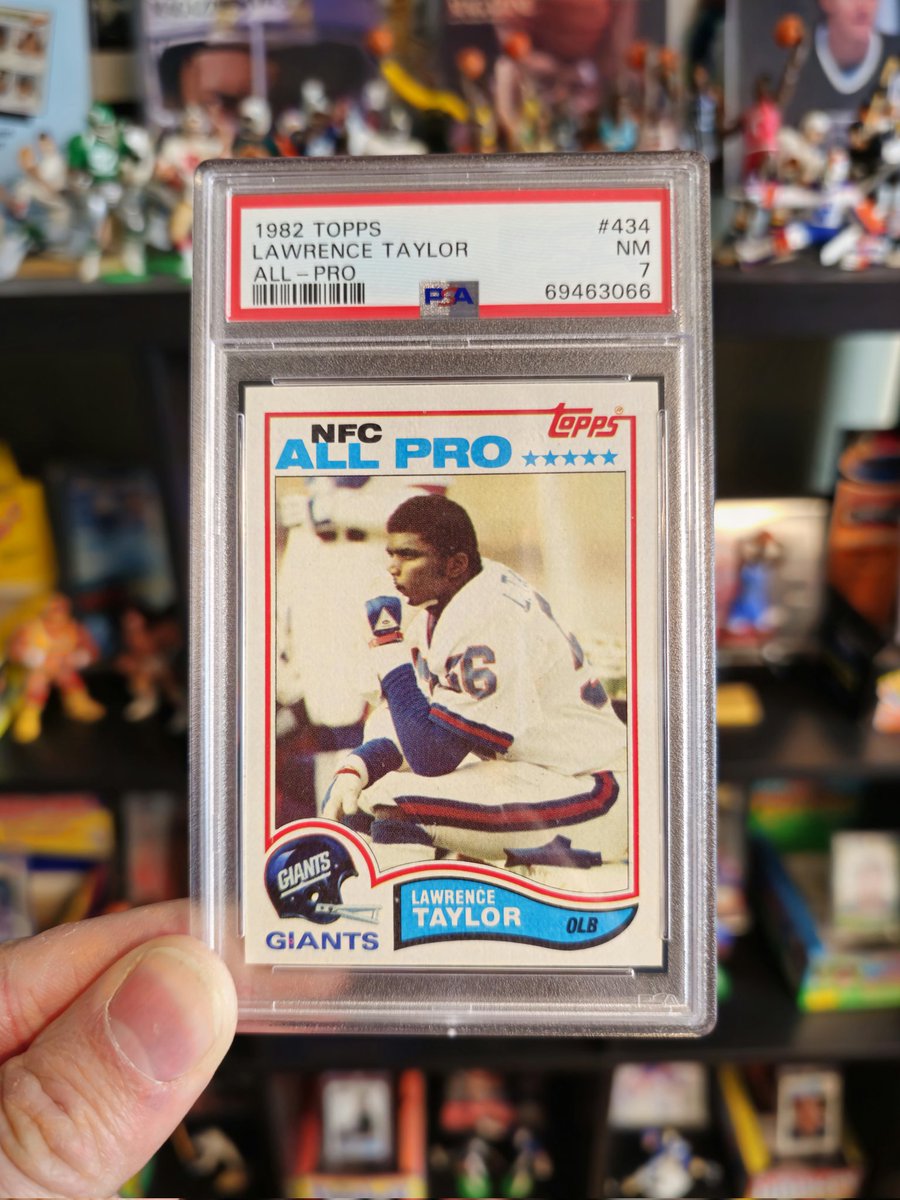 1982 TOPPS #434
LAWRENCE TAYLOR NM
ALL-PRO 7
PSA 69463066
topps
NFC
ALL PRO
56
GIANTS
GIANTS
LAWRENCE
TAYLOR OLB
PSA